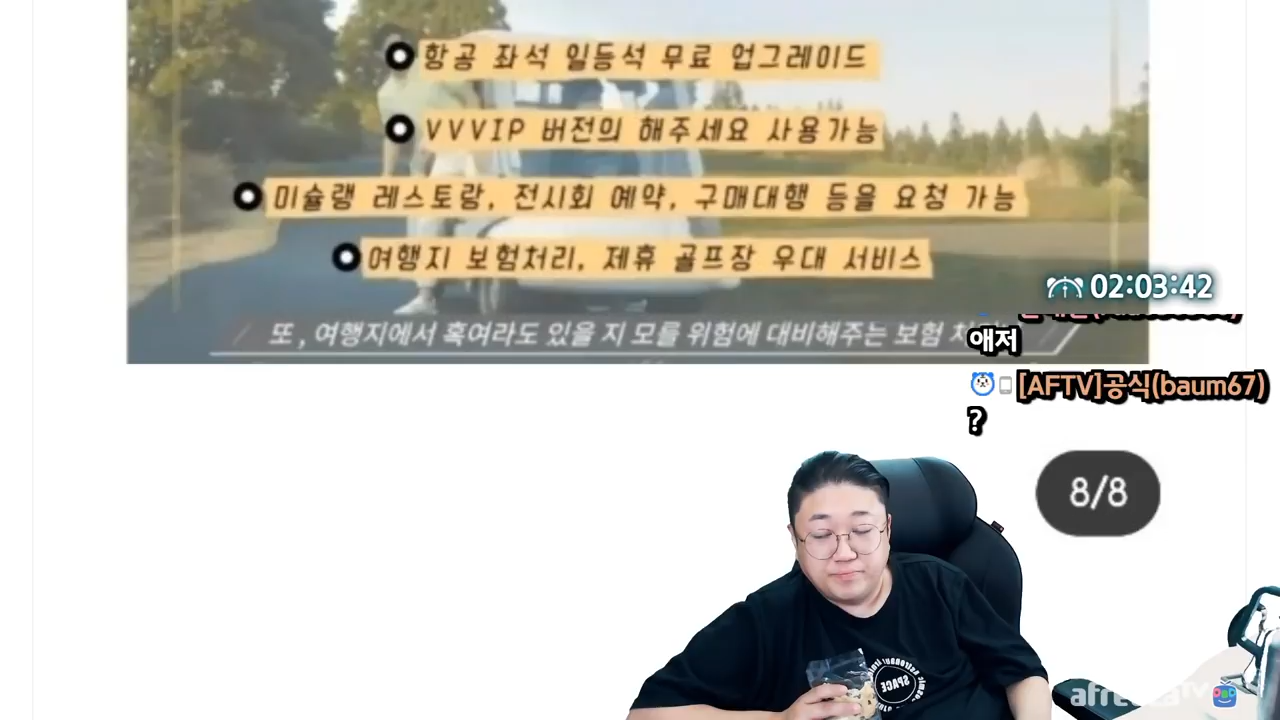 항공 좌석 일등석 무료 업그레이드
VVVIP 버전의 해주세요 사용가능
미슐랭 레스토랑, 전시회 예약, 구매대행 등을 요청 가능
여행지 보험처리, 제휴 골프장 우대 서비스
02:03:42
또, 여행지에서 혹여라도 있을 지 모를 위험에 대비해주는 보험
애저
[AFTV]공식(baum67)
?
8/8
SPACE
afreecaTV